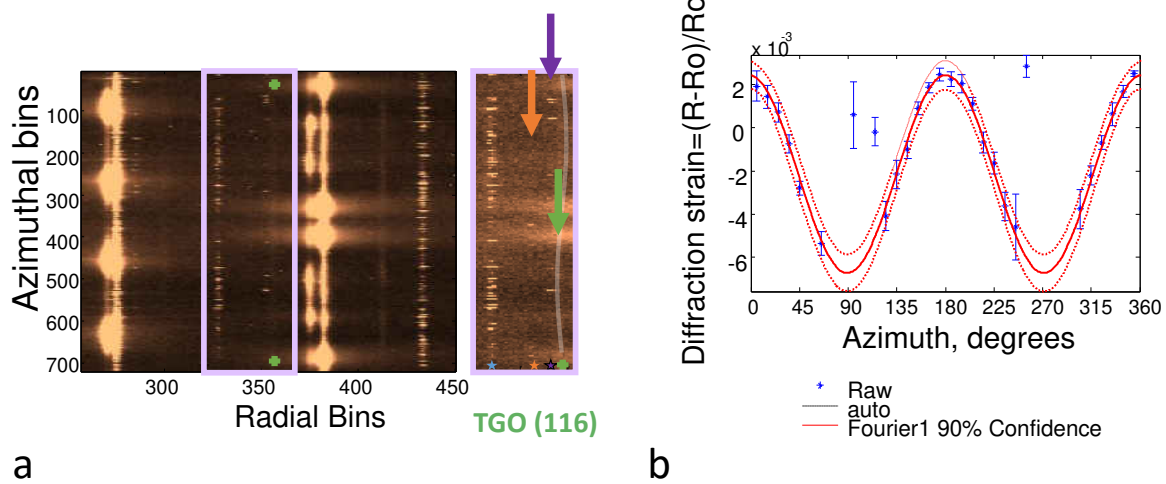 Azimuthal bins
100
200
300
400
500
600
700
300
350
400
450
Radial Bins
TGO (116)
a
x 10⁻³
Diffraction strain=(R-Ro)/Ro
2
0
-2
-4
-6
0
45
90
135
180
225
270
315
360
Azimuth, degrees
Raw
auto
Fourier1 90% Confidence
b